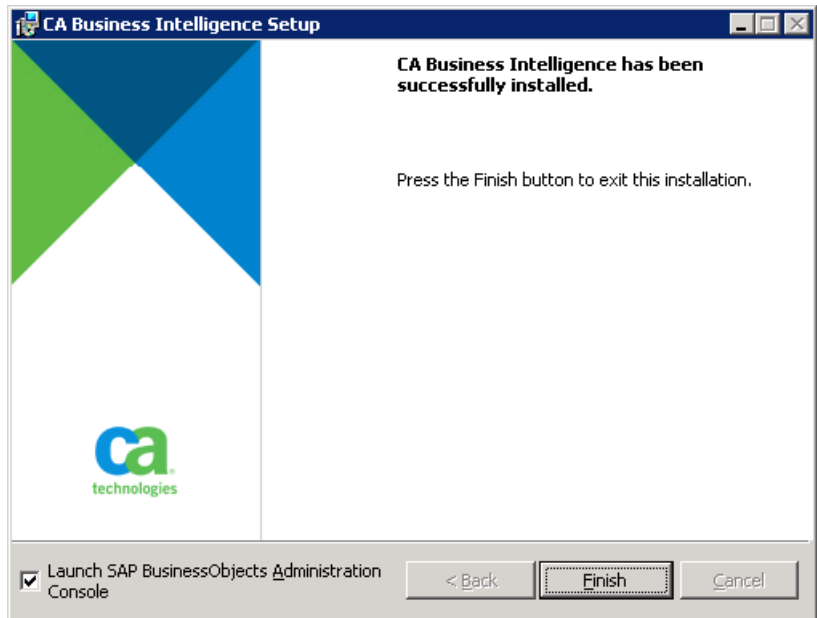 CA Business Intelligence Setup
CA Business Intelligence has been
successfully installed.
Press the Finish button to exit this installation.
ca
technologies
Launch SAP BusinessObjects Administration
Console
< Back
Finish
Cancel